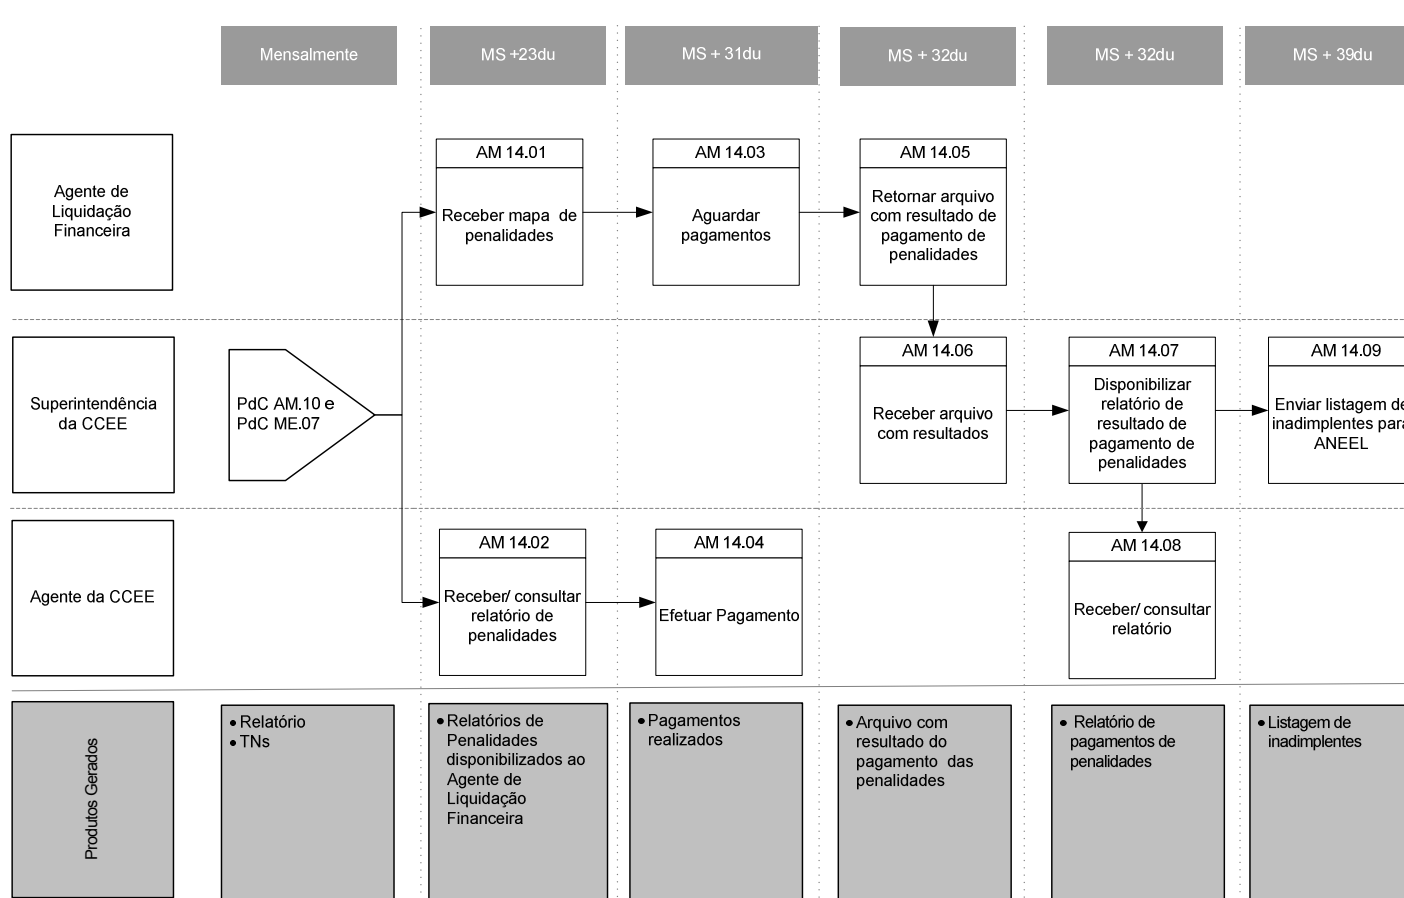 Mensalmente
MS +23du
MS + 31du
MS + 32du
MS + 32du
MS + 39du
Agente de
Liquidação
Financeira
AM 14.01
Receber mapa de
penalidades
AM 14.03
Aguardar
pagamentos
AM 14.05
Retornar arquivo
com resultado de
pagamento de
penalidades
Superintendência
da CCEE
PdC AM.10 e
PdC ME.07
AM 14.06
Receber arquivo
com resultados
AM 14.07
Disponibilizar
relatório de
resultado de
pagamento de
penalidades
AM 14.09
Enviar listagem de
inadimplentes para
ANEEL
Agente da CCEE
AM 14.02
Receber/ consultar
relatório de
penalidades
AM 14.04
Efetuar Pagamento
AM 14.08
Receber/ consultar
relatório
Produtos Gerados
• Relatório
• TNs
• Relatórios de
Penalidades
disponibilizados ao
Agente de
Liquidação
Financeira
• Pagamentos
realizados
• Arquivo com
resultado do
pagamento das
penalidades
• Relatório de
pagamentos de
penalidades
• Listagem de
inadimplentes